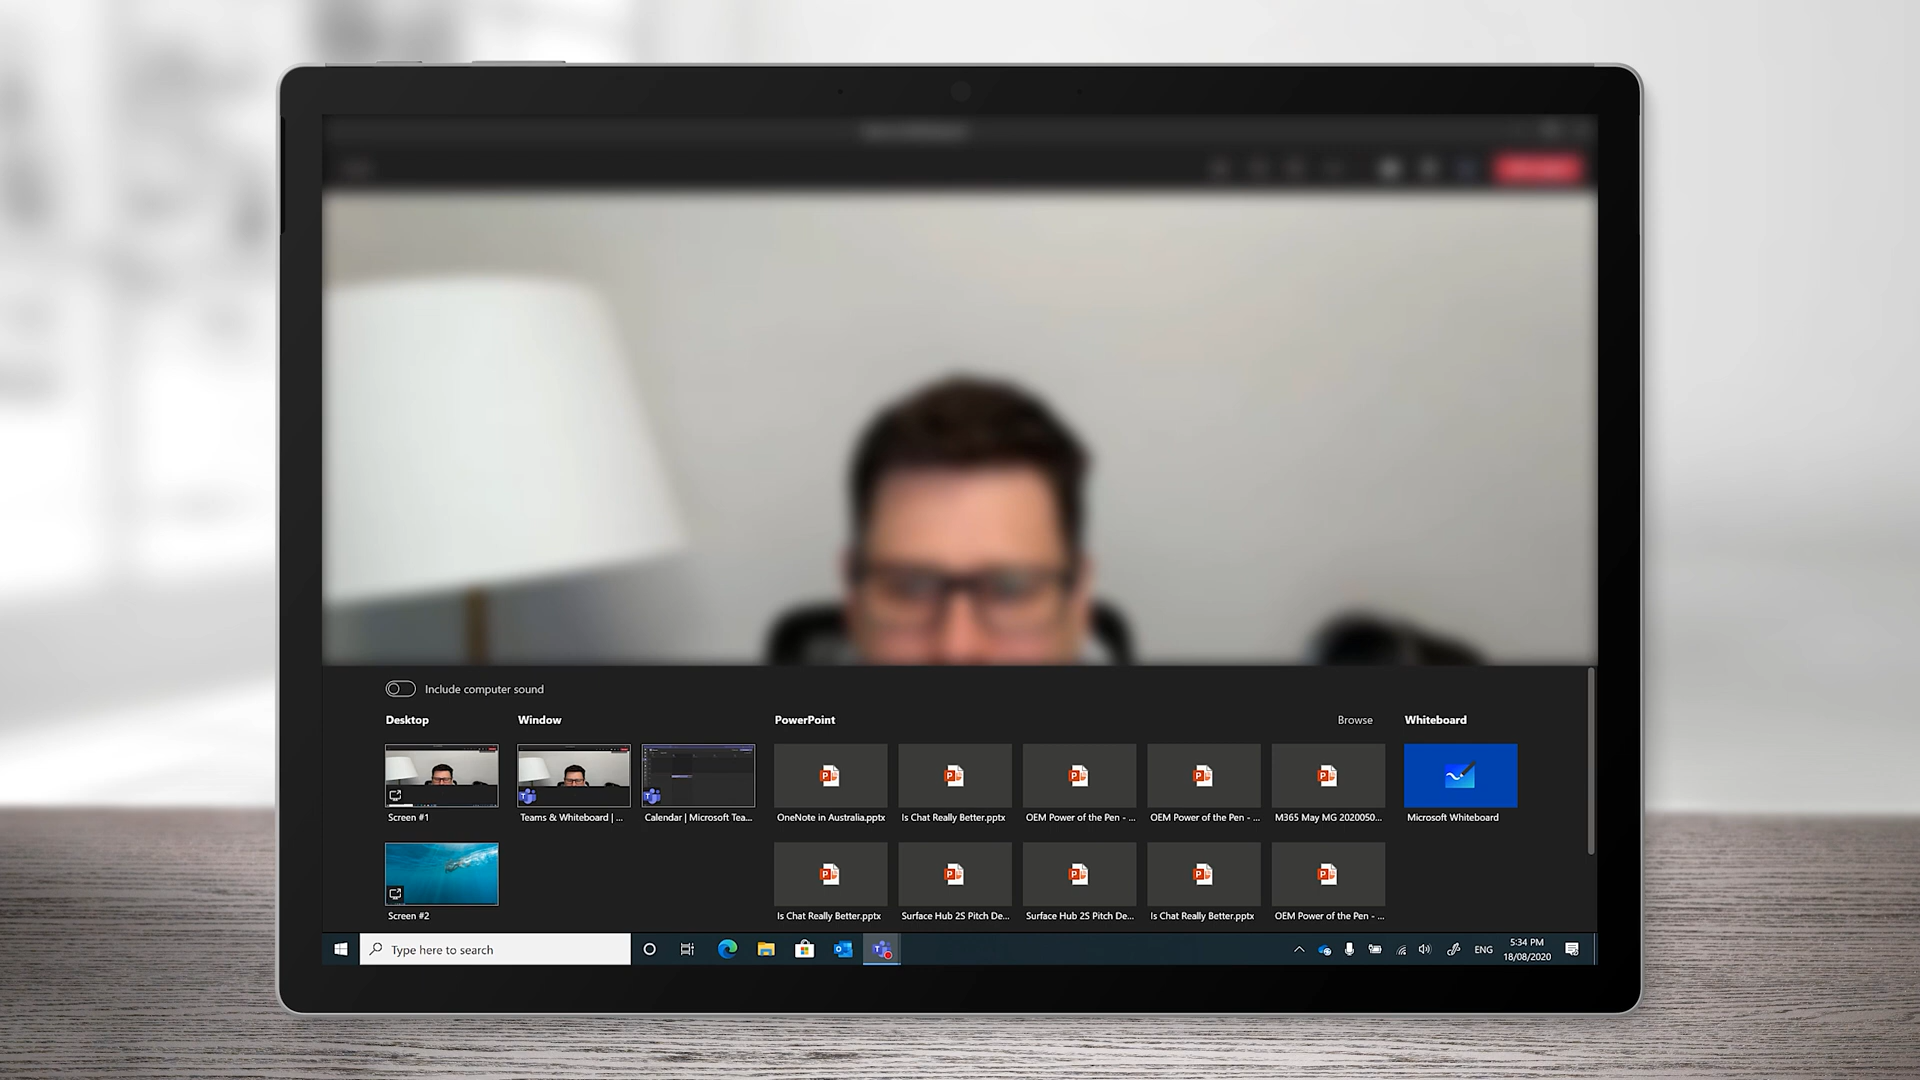 Include computer sound
Desktop
Window
PowerPoint
Browse
Whiteboard
Screen #1
Teams & Whiteboard | ...
Calendar | Microsoft Tea...
OneNote in Australia.pptx
Is Chat Really Better.pptx
OEM Power of the Pen - ...
OEM Power of the Pen - ...
M365 May MG 2020050...
Microsoft Whiteboard
Screen #2
Is Chat Really Better.pptx
Surface Hub 2S Pitch De...
Surface Hub 2S Pitch De...
Is Chat Really Better.pptx
OEM Power of the Pen - ...
Type here to search
ENG
5:34 PM
18/08/2020